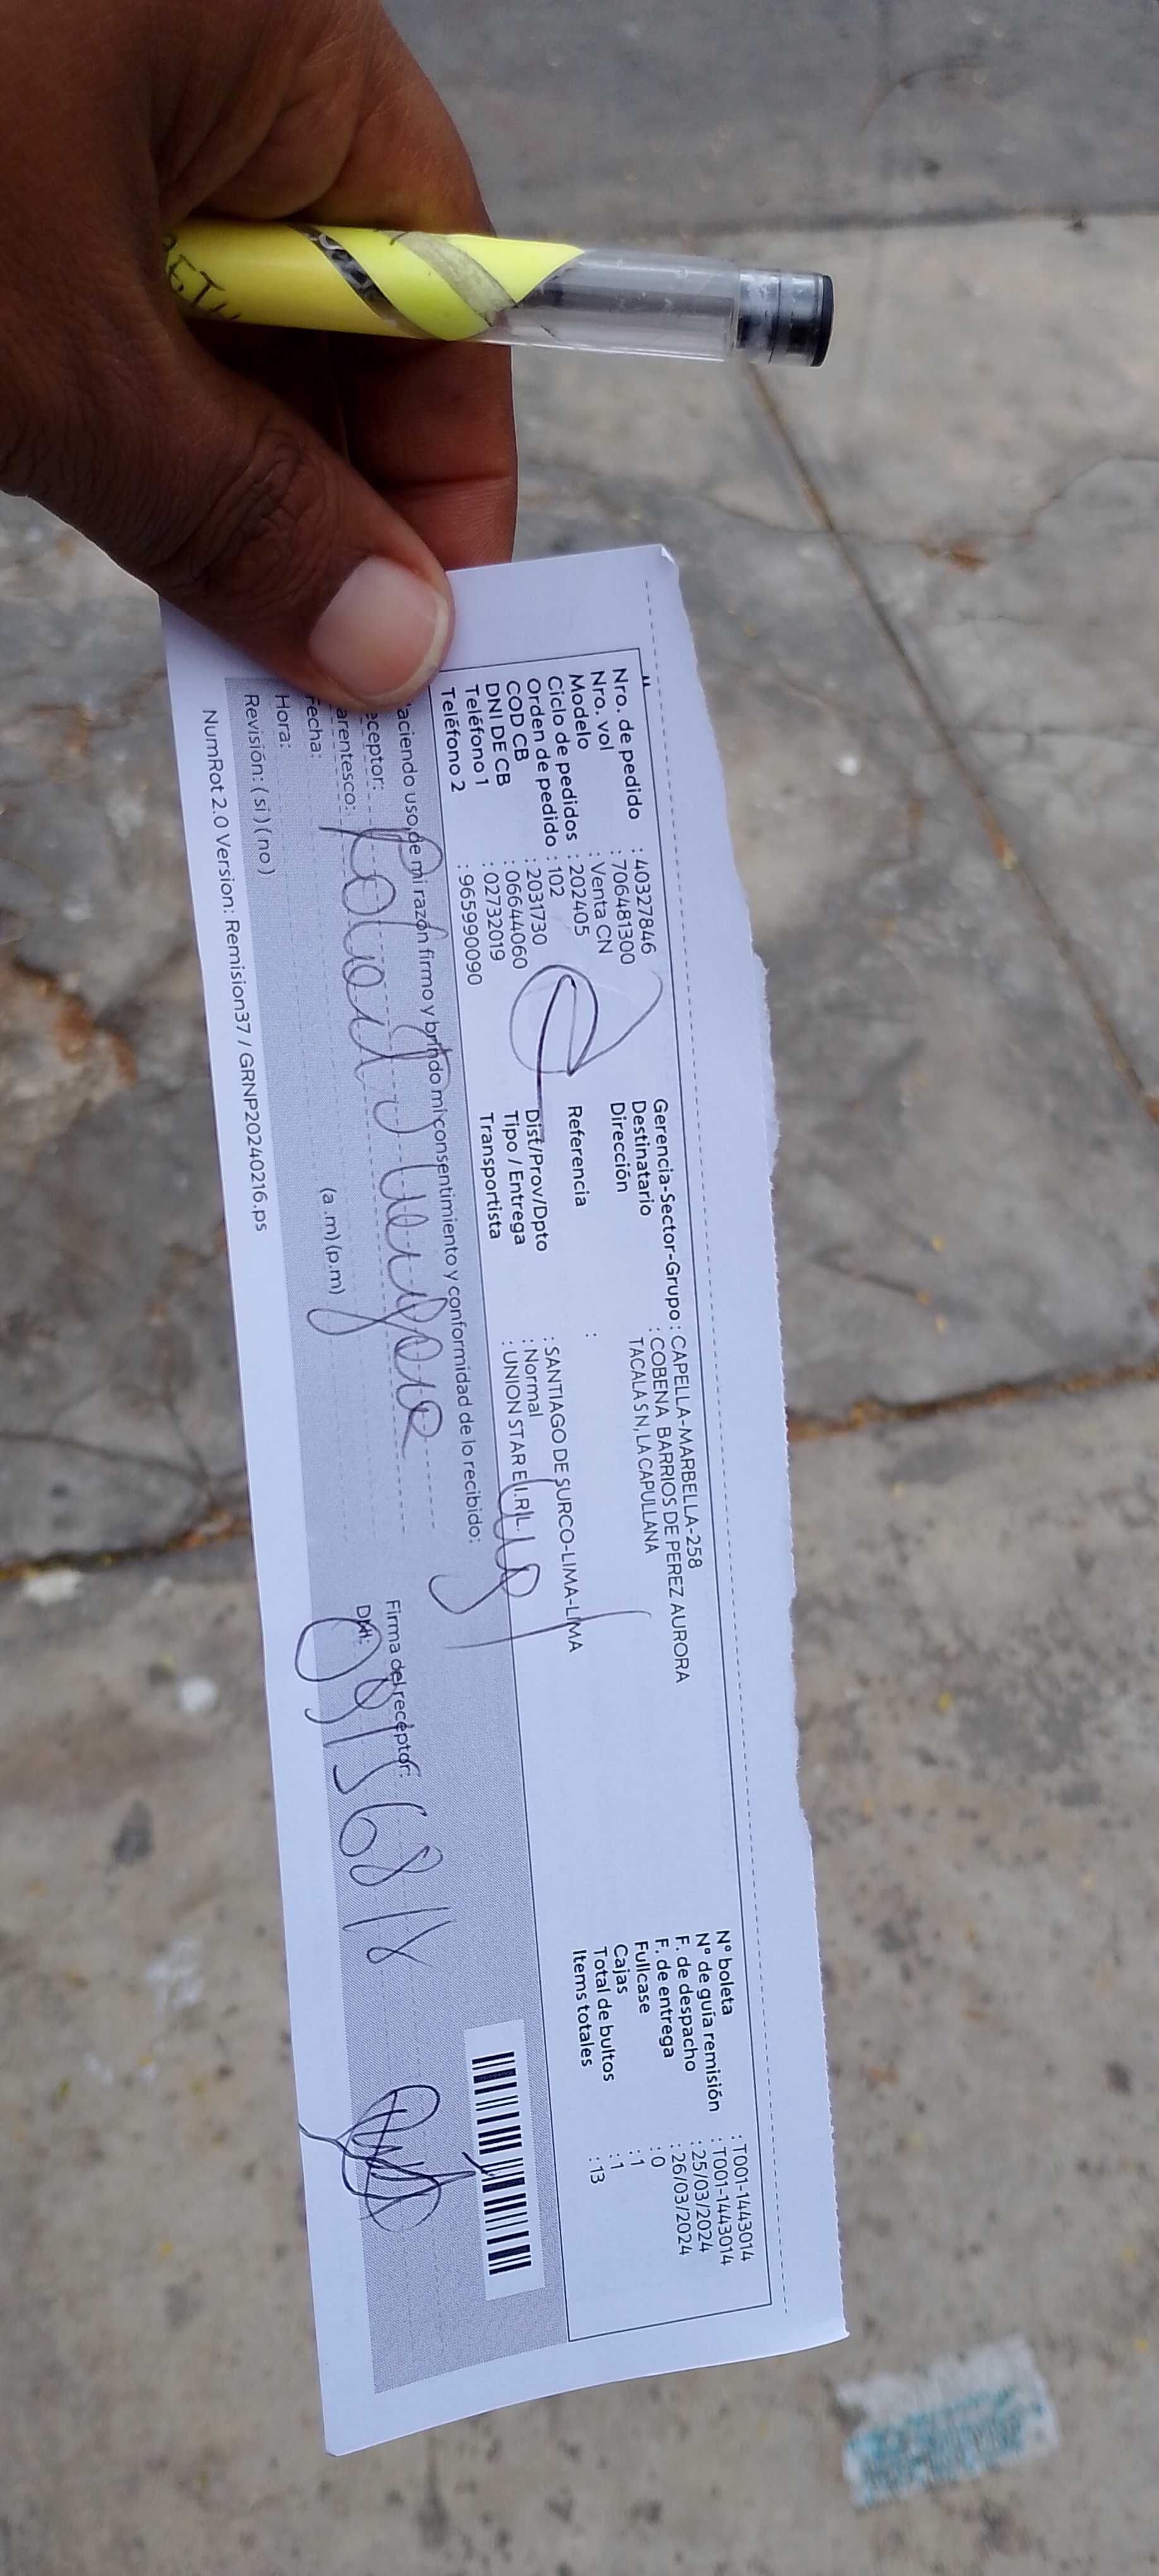 Nro. de pedido : 40327846
Nro. vol : 706481300
Modelo : Venta CN
Ciclo de pedidos : 202405
Orden de pedido : 102
COD CB : 2031730
DNI DE CB : 06644060
Teléfono 1 : 02732019
Teléfono 2 : 965990090
Gerencia-Sector-Grupo : CAPELLA-MARBELLA-258
Destinatario : COBENA BARRIOS DE PEREZ AURORA
Dirección TACALA SN, LA CAPULLANA
Referencia :
Dist/Prov/Dpto : SANTIAGO DE SURCO-LIMA-LIMA
Tipo / Entrega : Normal
Transportista : UNION STAR E.I.R.L.
N° boleta : T001-1443014
N° de guía remisión : T001-1443014
F. de despacho : 25/03/2024
F. de entrega : 26/03/2024
Fullcase : 0
Cajas : 1
Total de bultos : 1
Items totales : 13
aciendo uso de mi razón firmo y brindo mi consentimiento y conformidad de lo recibido:
eceptor:
arentesco:
echa:
Hora: (a.m)(p.m)
Revisión: (si)(no)
Firma del receptor:
DNI:
NumRot 2.0 Version: Remision37 / GRNP20240216.ps